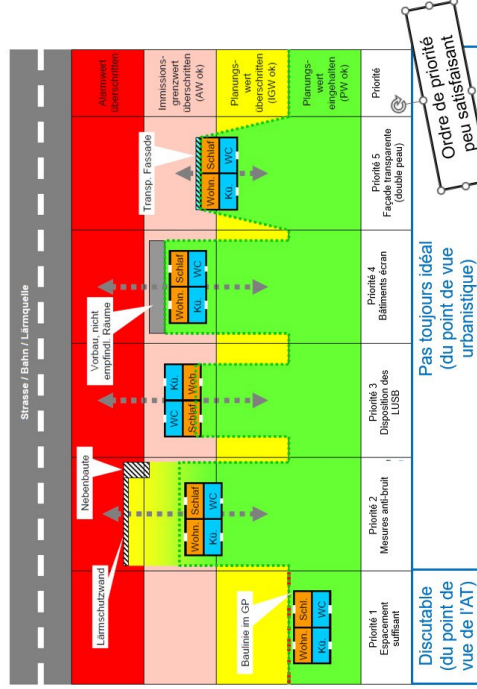 Strasse / Bahn / Lärmquelle
Alarmwert
überschritten
Immissions-
grenzwert
überschritten
(AW ok)
Planungs-
wert
überschritten
(IGW ok)
Planungs-
wert
eingehalten
(PW ok)
Priorité
Lärmschutzwand
Nebenbaute
Vorbau, nicht
empfindl. Räume
Transp. Fassade
Baulinie im GP
Wohn. Schl.
Kü. WC
Wohn. Schlaf
Kü. WC
WC Kü.
Schlaf Wob.
Wohn. Schlaf
Kü. WC
Wohn. Schlaf
Kü. WC
Priorité 1
Espacement
suffisant
Priorité 2
Mesures anti-bruit
Priorité 3
Disposition des
LUSB
Priorité 4
Bâtiments écran
Priorité 5
Façade transparente
(double peau)
Discutable
(du point de
vue de l'AT)
Pas toujours idéal
(du point de vue
urbanistique)
Ordre de priorité
peu satisfaisant